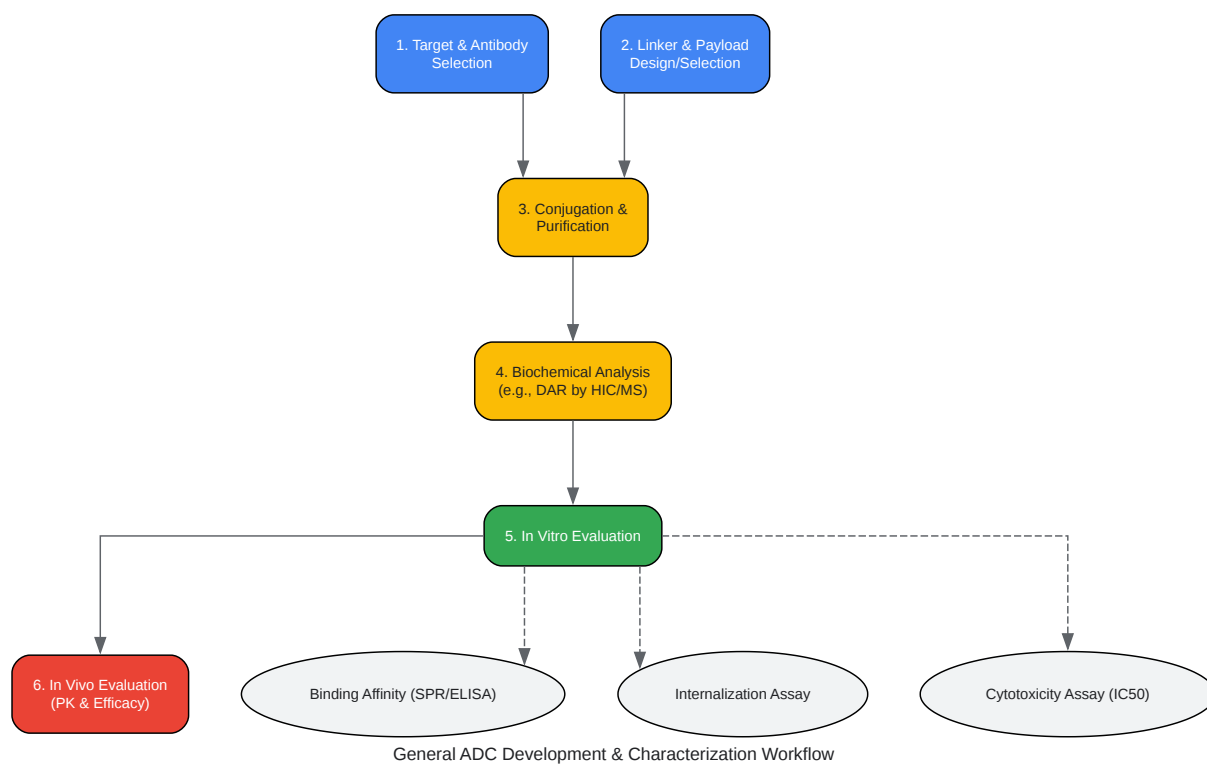 1. Target & Antibody
Selection
2. Linker & Payload
Design/Selection
3. Conjugation &
Purification
4. Biochemical Analysis
(e.g., DAR by HIC/MS)
5. In Vitro Evaluation
6. In Vivo Evaluation
(PK & Efficacy)
Binding Affinity (SPR/ELISA)
Internalization Assay
Cytotoxicity Assay (IC50)
General ADC Development & Characterization Workflow